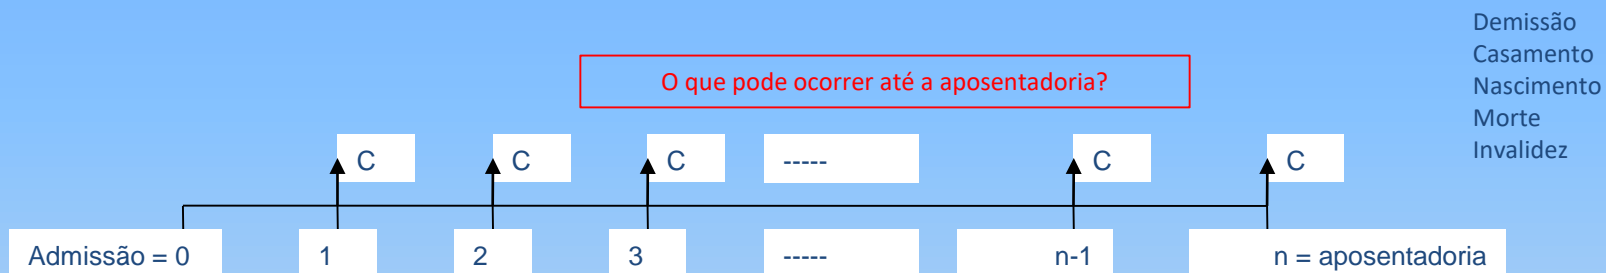 Demissão
Casamento
Nascimento
Morte
Invalidez
O que pode ocorrer até a aposentadoria?
C C C ----- C C
Admissão = 0 1 2 3 ----- n-1 n = aposentadoria